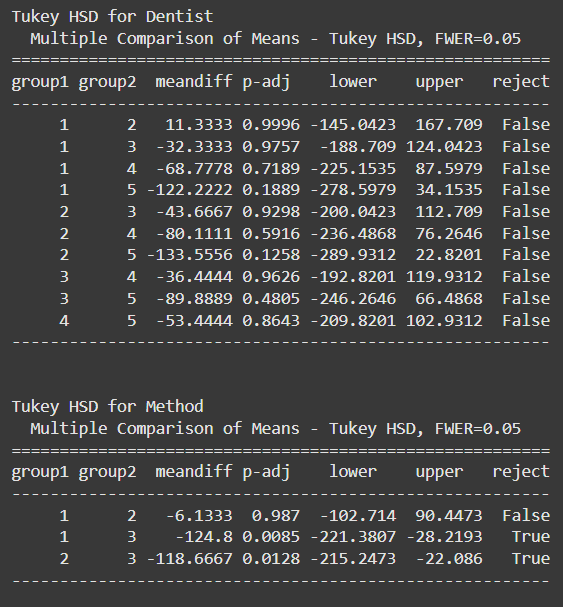 Tukey HSD for Dentist
Multiple Comparison of Means - Tukey HSD, FWER=0.05
========================================================
group1 group2 meandiff p-adj lower upper reject
--------------------------------------------------------
1 2 11.3333 0.9996 -145.0423 167.709 False
1 3 -32.3333 0.9757 -188.709 124.0423 False
1 4 -68.7778 0.7189 -225.1535 87.5979 False
1 5 -122.2222 0.1889 -278.5979 34.1535 False
2 3 -43.6667 0.9298 -200.0423 112.709 False
2 4 -80.1111 0.5916 -236.4868 76.2646 False
2 5 -133.5556 0.1258 -289.9312 22.8201 False
3 4 -36.4444 0.9626 -192.8201 119.9312 False
3 5 -89.8889 0.4805 -246.2646 66.4868 False
4 5 -53.4444 0.8643 -209.8201 102.9312 False
--------------------------------------------------------
Tukey HSD for Method
Multiple Comparison of Means - Tukey HSD, FWER=0.05
========================================================
group1 group2 meandiff p-adj lower upper reject
--------------------------------------------------------
1 2 -6.1333 0.987 -102.714 90.4473 False
1 3 -124.8 0.0085 -221.3807 -28.2193 True
2 3 -118.6667 0.0128 -215.2473 -22.086 True
--------------------------------------------------------